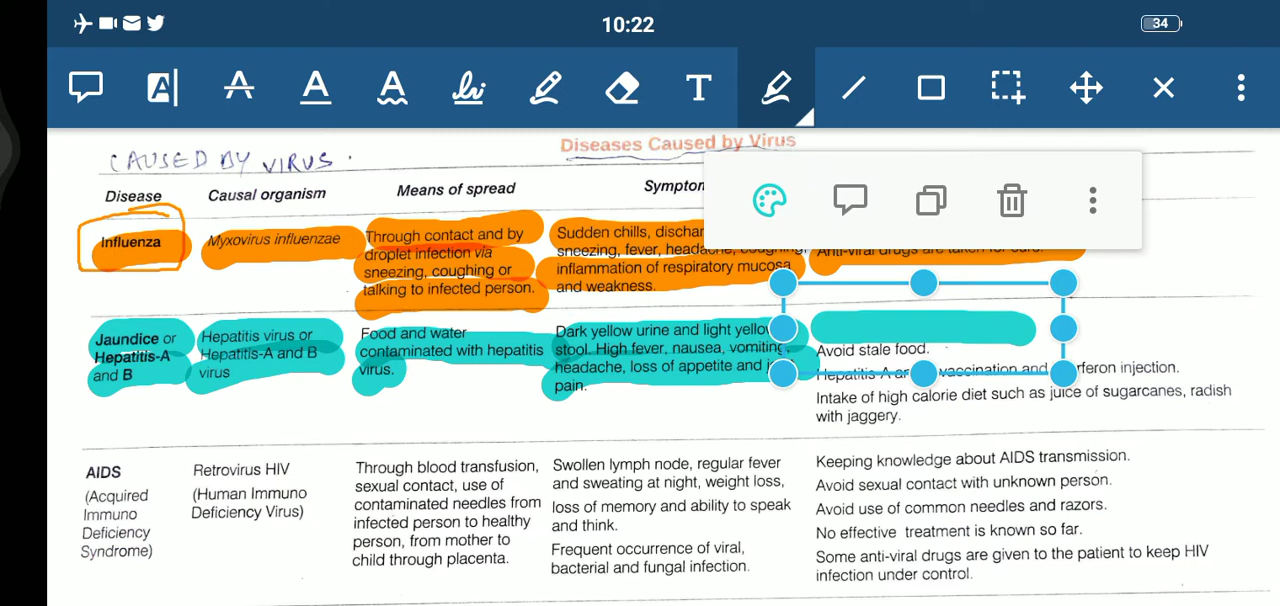 10:22
34
Diseases Caused by Virus
CAUSED BY VIRUS.
Disease
Causal organism
Means of spread
Influenza
Myxovirus influenzae
Through contact and by
droplet infection via
sneezing, coughing or
talking to infected person.
Sudden chills,
sneezing, fever, headache, coughing,
inflammation of respiratory mucosa
and weakness.
Anti-viral drugs are taken for cure.
Jaundice or
Hepatitis-A
and B
Hepatitis virus or
Hepatitis-A and B
virus
Food and water
contaminated with hepatitis
virus.
Dark yellow urine and light yellow
stool. High fever, nausea, vomiting,
headache, loss of appetite and
pain.
Avoid stale food.
Hepatitis-A vaccination and injection.
Intake of high calorie diet such as juice of sugarcanes, radish
with jaggery.
AIDS
(Acquired
Immuno
Deficiency
Syndrome)
Retrovirus HIV
(Human Immuno
Deficiency Virus)
Through blood transfusion,
sexual contact, use of
contaminated needles from
infected person to healthy
person, from mother to
child through placenta.
Swollen lymph node, regular fever
and sweating at night, weight loss,
loss of memory and ability to speak
and think.
Frequent occurrence of viral,
bacterial and fungal infection.
Keeping knowledge about AIDS transmission.
Avoid sexual contact with unknown person.
Avoid use of common needles and razors.
No effective treatment is known so far.
Some anti-viral drugs are given to the patient to keep HIV
infection under control.